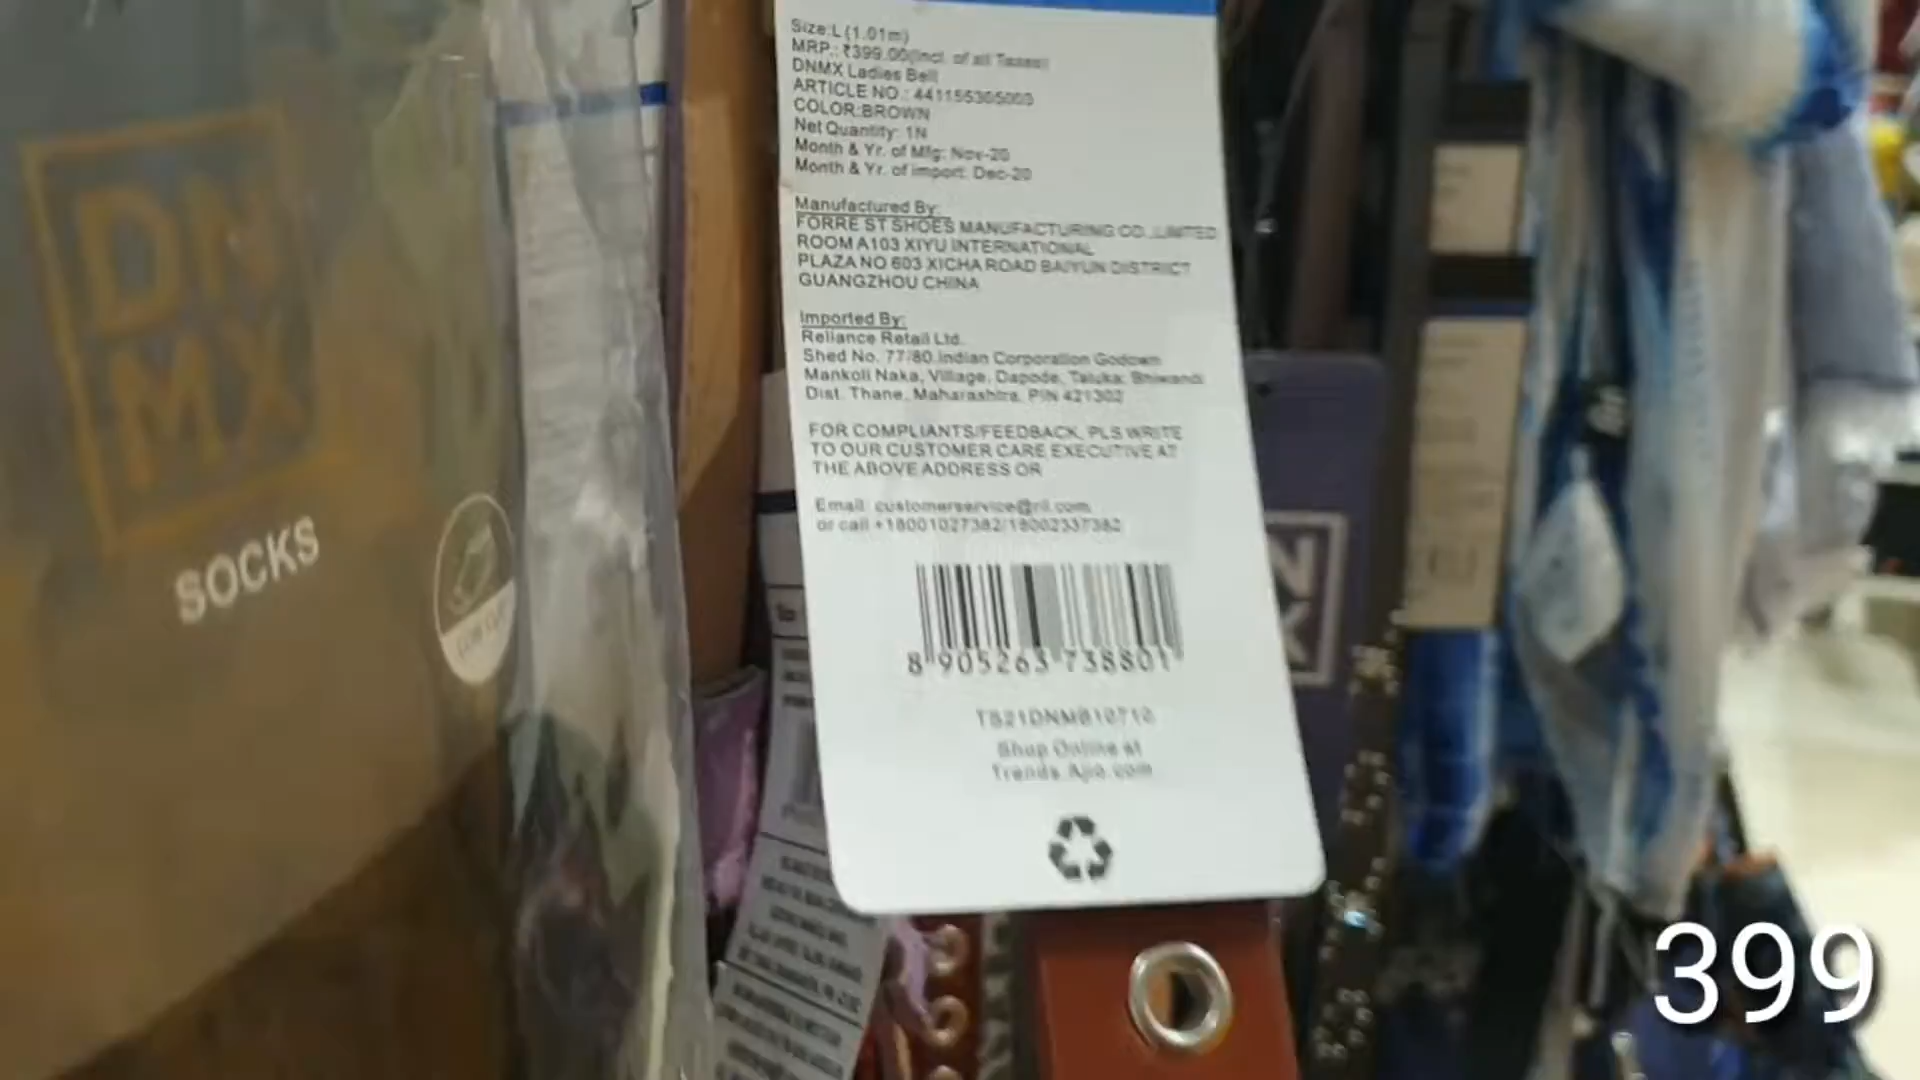 DN
MX
SOCKS
Size:L (1.01m)
MRP.: ₹399.00(Incl. of all Taxes)
DNMX Ladies Belt
ARTICLE NO.: 441155305003
COLOR:BROWN
Net Quantity: 1N
Month & Yr. of Mfg: Nov-20
Month & Yr. of import: Dec-20
Manufactured By:
FORRE ST SHOES MANUFACTURING CO.,LIMITED
ROOM A103 XIYU INTERNATIONAL
PLAZA NO 603 XICHA ROAD BAIYUN DISTRICT
GUANGZHOU CHINA
Imported By:
Reliance Retail Ltd.
Shed No. 77/80,Indian Corporation Godown
Mankoli Naka, Village, Dapode, Taluka: Bhiwandi
Dist. Thane, Maharashtra, PIN 421302
FOR COMPLIANTS/FEEDBACK, PLS WRITE
TO OUR CUSTOMER CARE EXECUTIVE AT
THE ABOVE ADDRESS OR
Email: customerservice@ril.com
or call +18001027382/18002337382
8 905263 738801
TS21DNMB10710
Shop Online at
Trends.Ajio.com
399